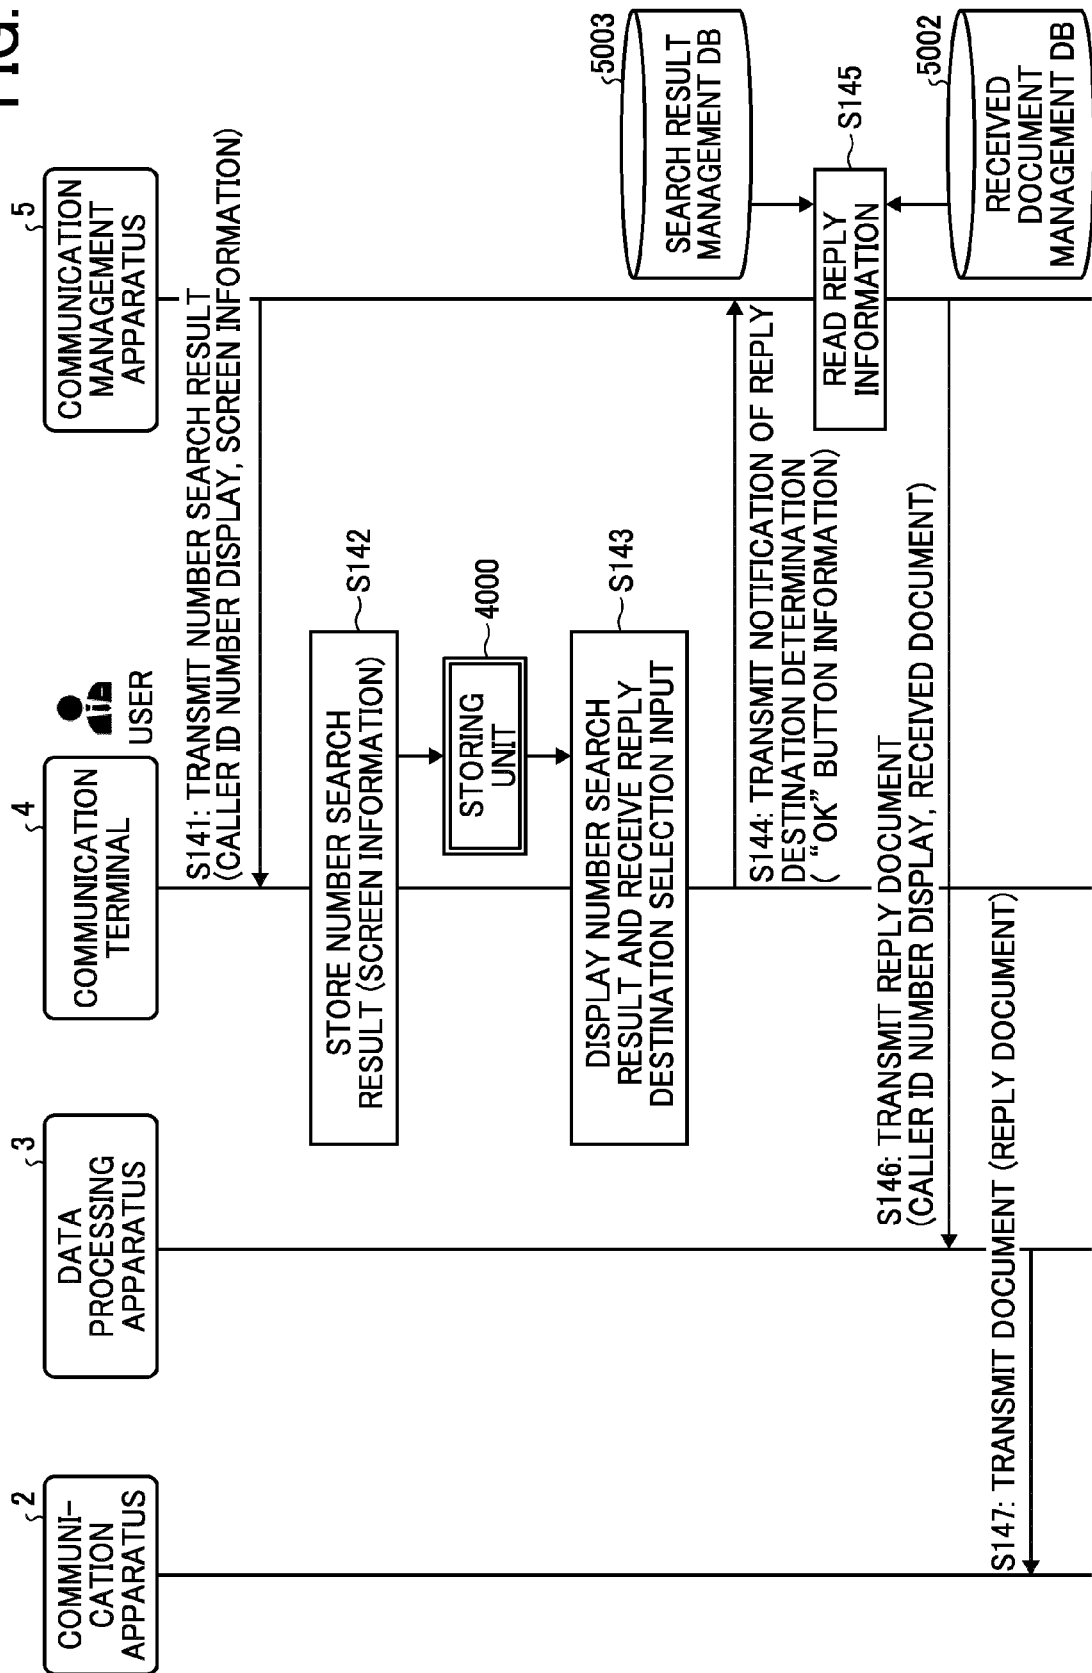 FIG.
2
COMMUNI-
CATION
APPARATUS
3
DATA
PROCESSING
APPARATUS
4
COMMUNICATION
TERMINAL
USER
5
COMMUNICATION
MANAGEMENT
APPARATUS
S141: TRANSMIT NUMBER SEARCH RESULT
(CALLER ID NUMBER DISPLAY, SCREEN INFORMATION)
S142
STORE NUMBER SEARCH
RESULT (SCREEN INFORMATION)
4000
STORING
UNIT
S143
DISPLAY NUMBER SEARCH
RESULT AND RECEIVE REPLY
DESTINATION SELECTION INPUT
5003
SEARCH RESULT
MANAGEMENT DB
S144: TRANSMIT NOTIFICATION OF REPLY
DESTINATION DETERMINATION
("OK" BUTTON INFORMATION)
S145
READ REPLY
INFORMATION
5002
RECEIVED
DOCUMENT
MANAGEMENT DB
S146: TRANSMIT REPLY DOCUMENT
(CALLER ID NUMBER DISPLAY, RECEIVED DOCUMENT)
S147: TRANSMIT DOCUMENT (REPLY DOCUMENT)